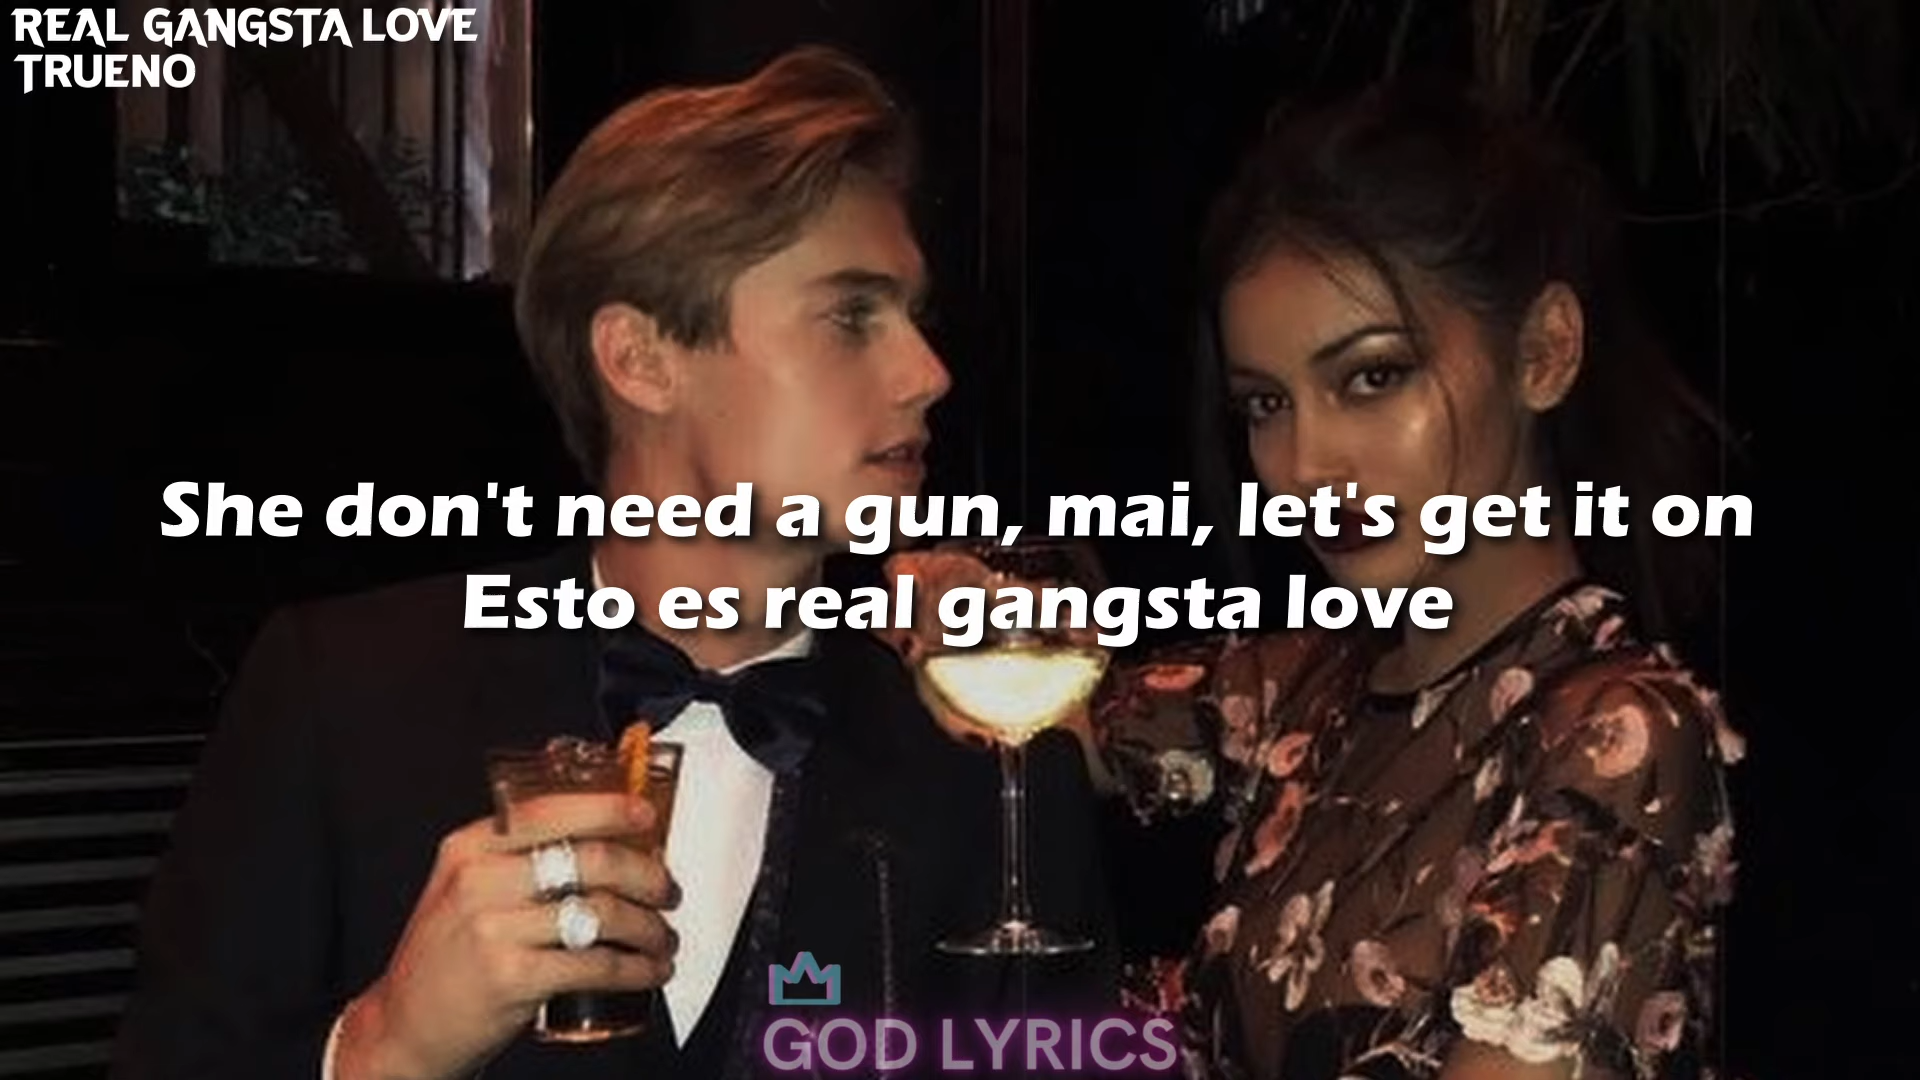 REAL GANGSTA LOVE
TRUENO
She don't need a gun, mai, let's get it on
Esto es real gangsta love
GOD LYRICS